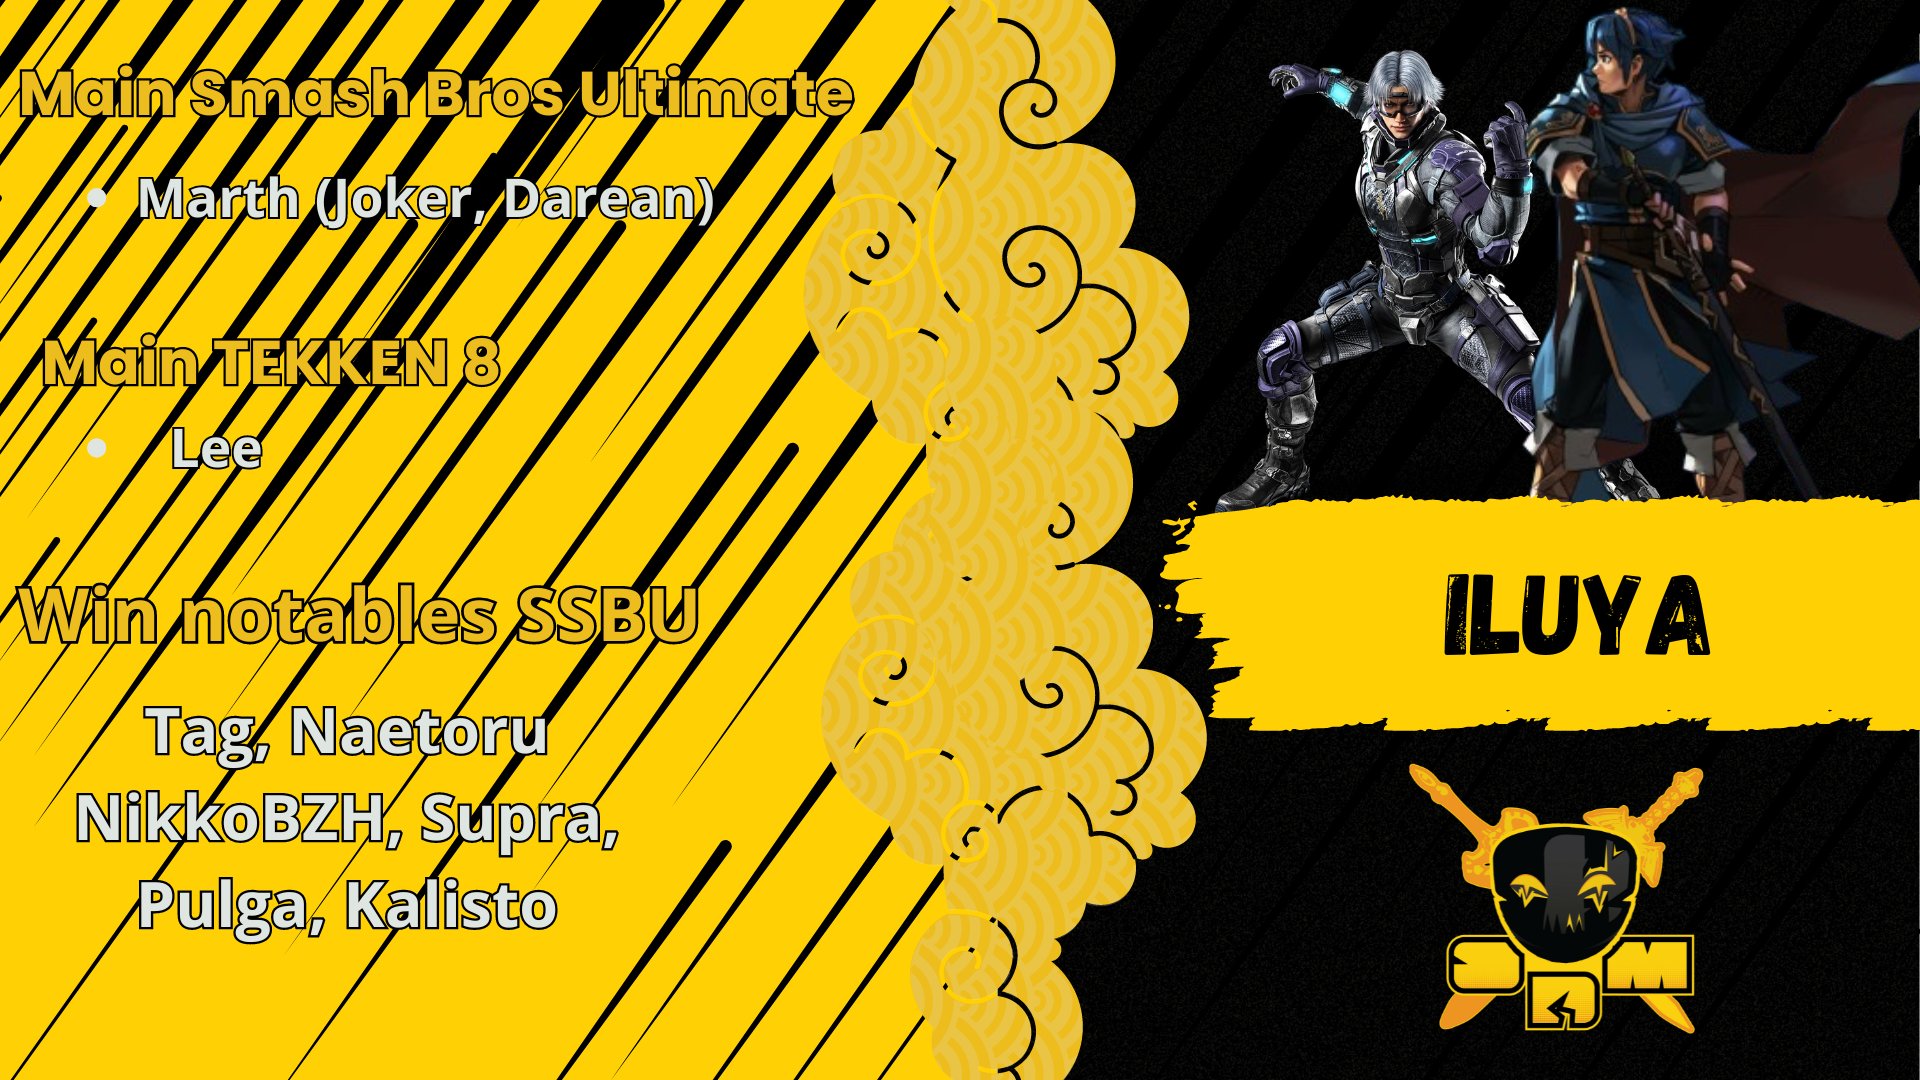 Main Smash Bros Ultimate
• Marth (Joker, Darean)
Main TEKKEN 8
• Lee
Win notables SSBU
Tag, Naetoru
NikkoBZH, Supra,
Pulga, Kalisto
ILUYA
SDM